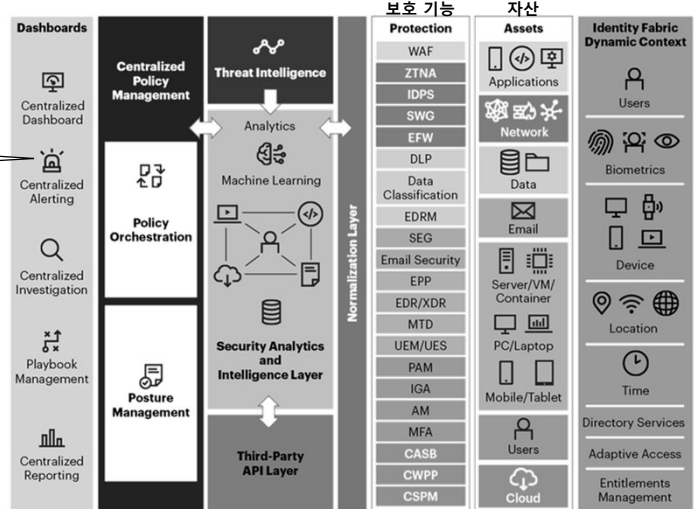 보호 기능
자산
Dashboards
Centralized
Dashboard
Centralized
Alerting
Centralized
Investigation
Playbook
Management
Centralized
Reporting
Centralized
Policy
Management
Policy
Orchestration
Posture
Management
Threat Intelligence
Analytics
Machine Learning
Security Analytics
and
Intelligence Layer
Third-Party
API Layer
Normalization Layer
Protection
WAF
ZTNA
IDPS
SWG
EFW
DLP
Data
Classification
EDRM
SEG
Email Security
EPP
EDR/XDR
MTD
UEM/UES
PAM
IGA
AM
MFA
CASB
CWPP
CSPM
Assets
Applications
Network
Data
Email
Server/VM/
Container
PC/Laptop
Mobile/Tablet
Users
Cloud
Identity Fabric
Dynamic Context
Users
Biometrics
Device
Location
Time
Directory Services
Adaptive Access
Entitlements
Management